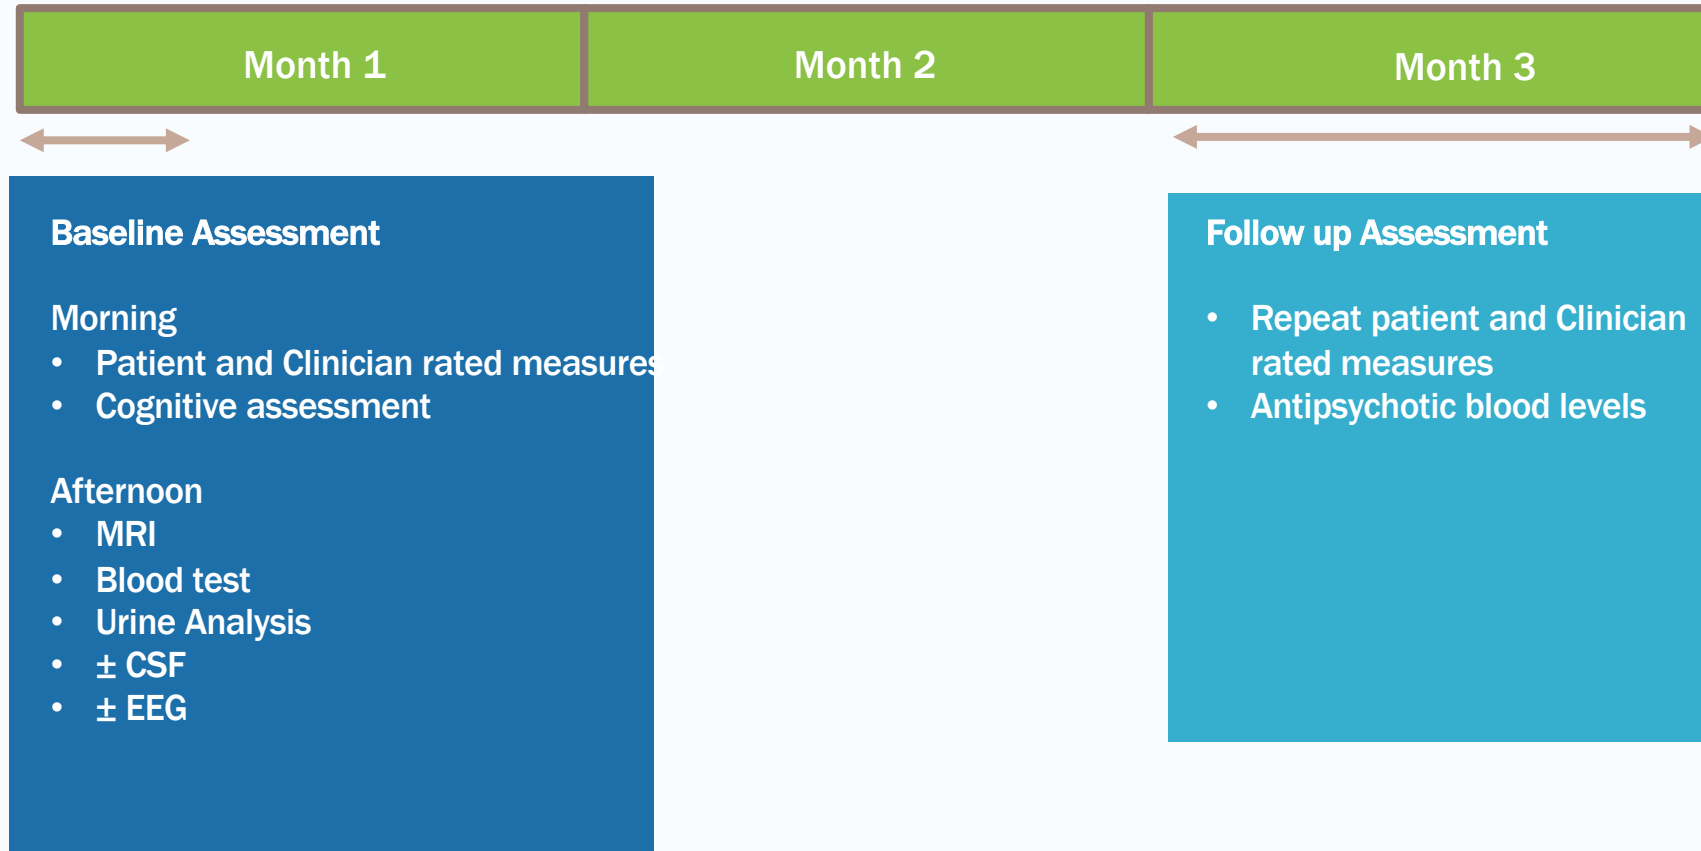 Month 1
Month 2
Month 3
Baseline Assessment
Morning
• Patient and Clinician rated measures
• Cognitive assessment
Afternoon
• MRI
• Blood test
• Urine Analysis
• ± CSF
• ± EEG
Follow up Assessment
• Repeat patient and Clinician
rated measures
• Antipsychotic blood levels